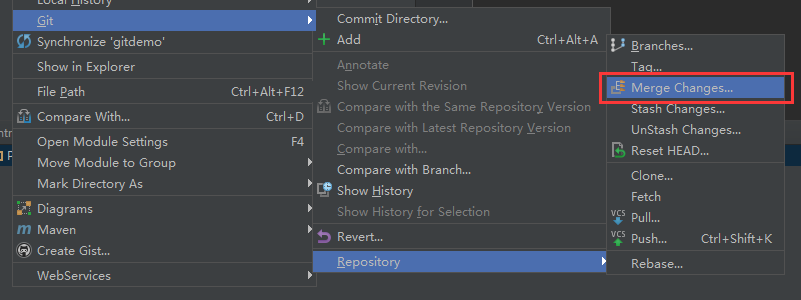 Local History
Git
Synchronize 'gitdemo'
Show in Explorer
File Path Ctrl+Alt+F12
Compare With... Ctrl+D
Open Module Settings F4
Move Module to Group
Mark Directory As
Diagrams
Maven
Create Gist...
WebServices
Commit Directory...
Add Ctrl+Alt+A
Annotate
Show Current Revision
Compare with the Same Repository Version
Compare with Latest Repository Version
Compare with...
Compare with Branch...
Show History
Show History for Selection
Revert...
Repository
Branches...
Tag...
Merge Changes...
Stash Changes...
UnStash Changes...
Reset HEAD...
Clone...
Fetch
VCS Pull...
VCS Push... Ctrl+Shift+K
Rebase...